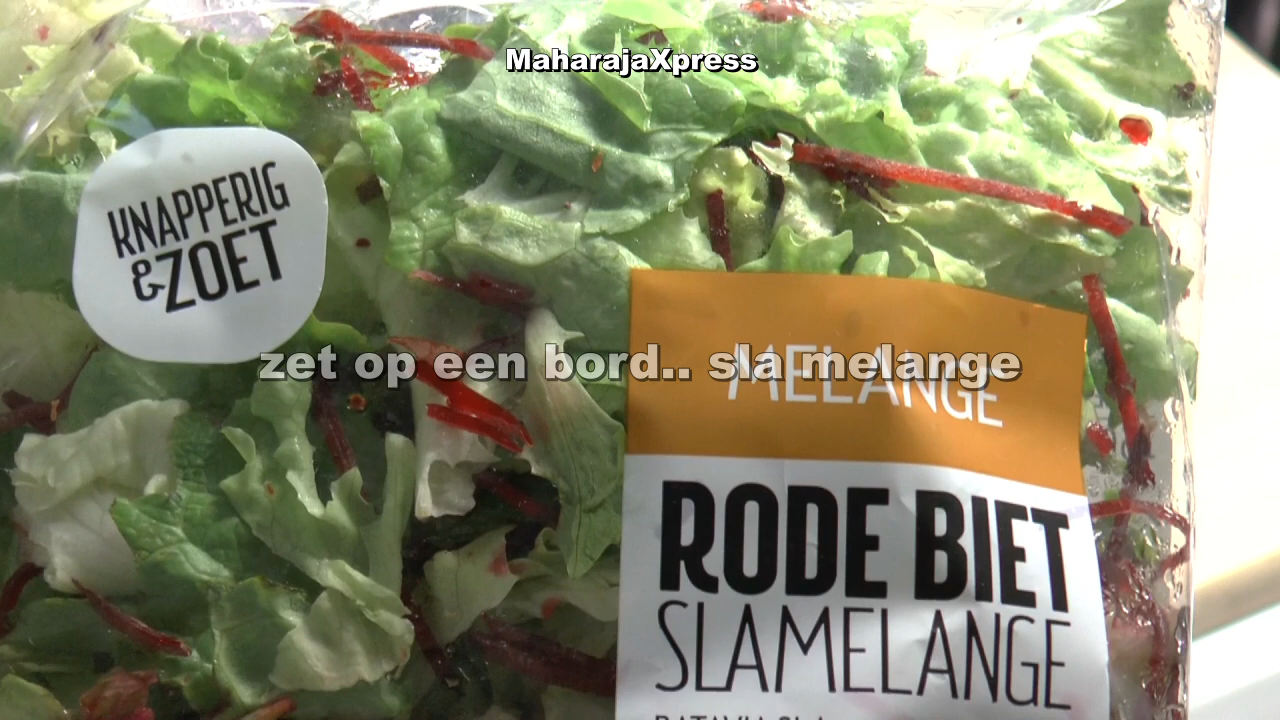 MaharajaXpress
KNAPPERIG
&ZOET
zet op een bord.. sla melange
MELANGE
RODE BIET
SLAMELANGE